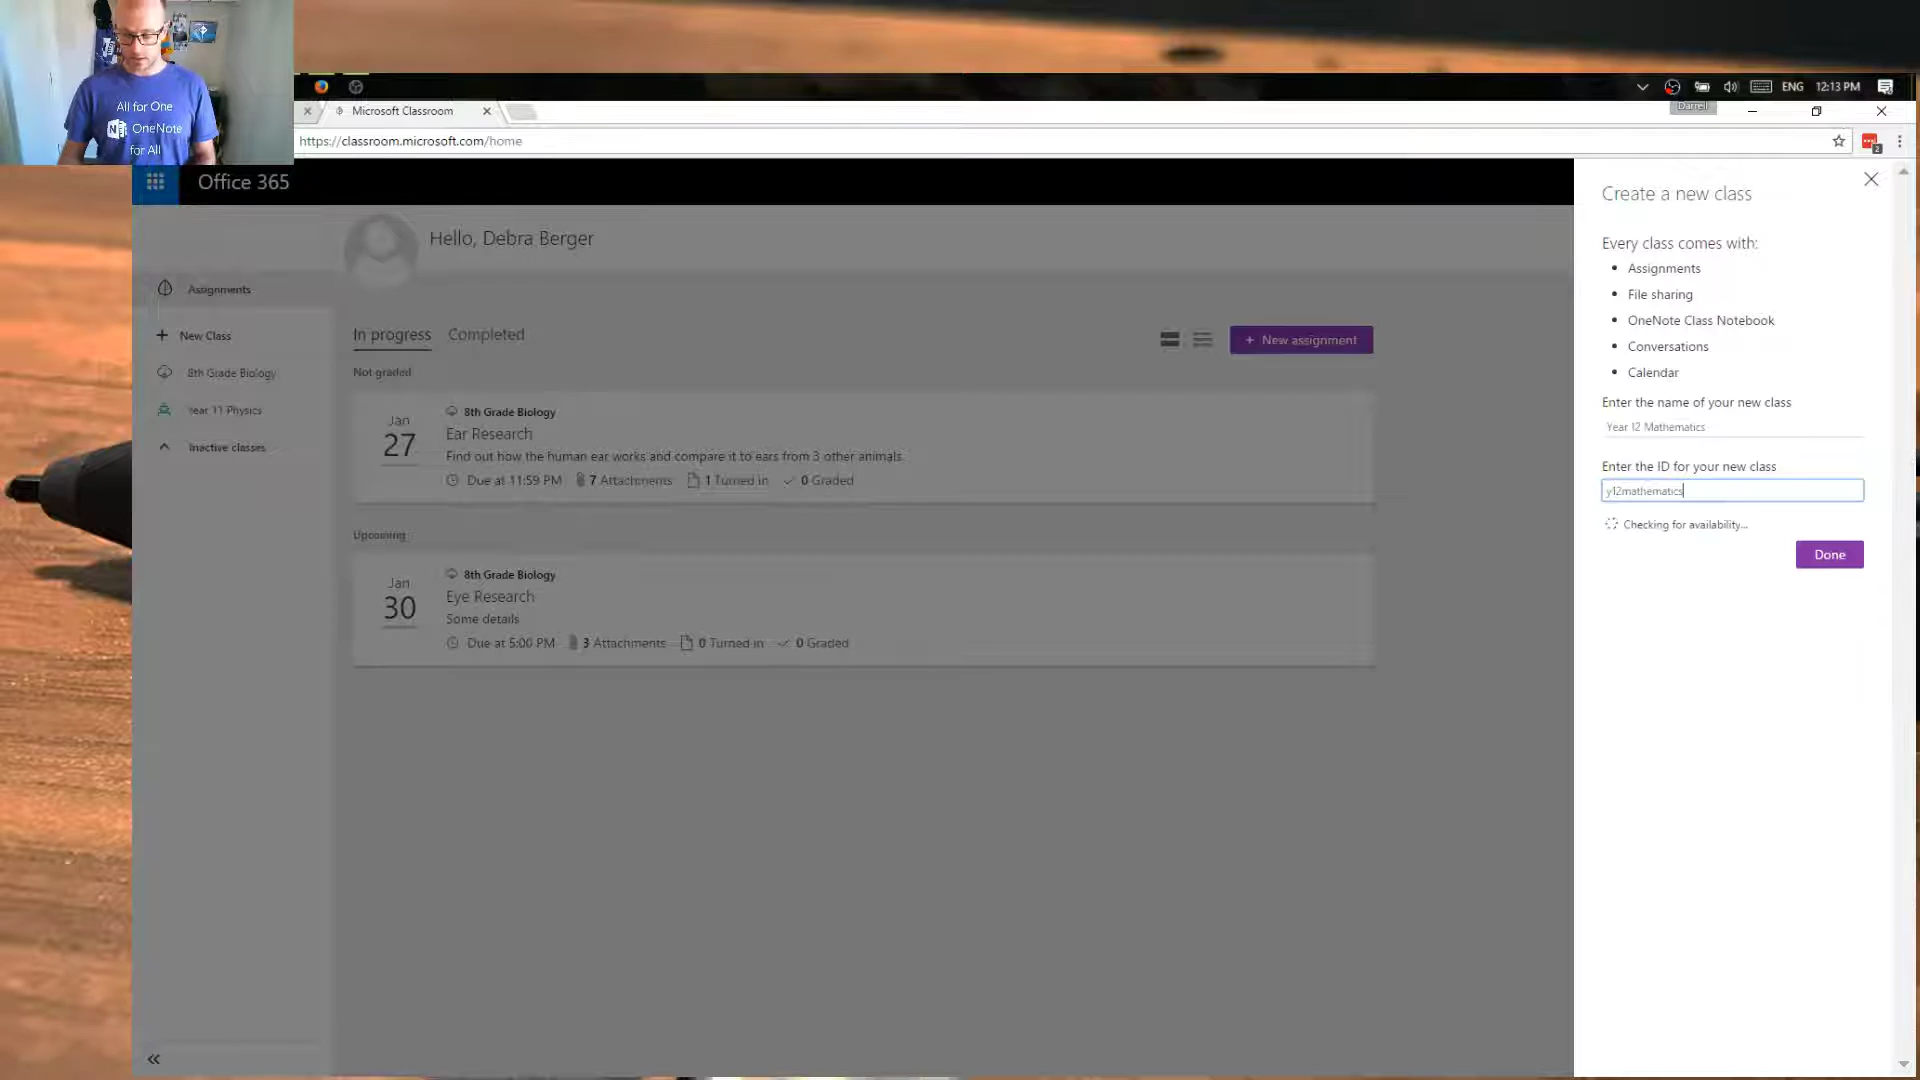 All for One
OneNote
for All
ENG 12:13 PM
Darrell
Microsoft Classroom
https://classroom.microsoft.com/home
2
Office 365
Hello, Debra Berger
Assignments
New Class
8th Grade Biology
Year 11 Physics
Inactive classes
In progress Completed
+ New assignment
Not graded
Jan
27
8th Grade Biology
Ear Research
Find out how the human ear works and compare it to ears from 3 other animals.
Due at 11:59 PM 7 Attachments 1 Turned in 0 Graded
Upcoming
Jan
30
8th Grade Biology
Eye Research
Some details
Due at 5:00 PM 3 Attachments 0 Turned in 0 Graded
Create a new class
Every class comes with:
• Assignments
• File sharing
• OneNote Class Notebook
• Conversations
• Calendar
Enter the name of your new class
Year 12 Mathematics
Enter the ID for your new class
y12mathematics
Checking for availability...
Done